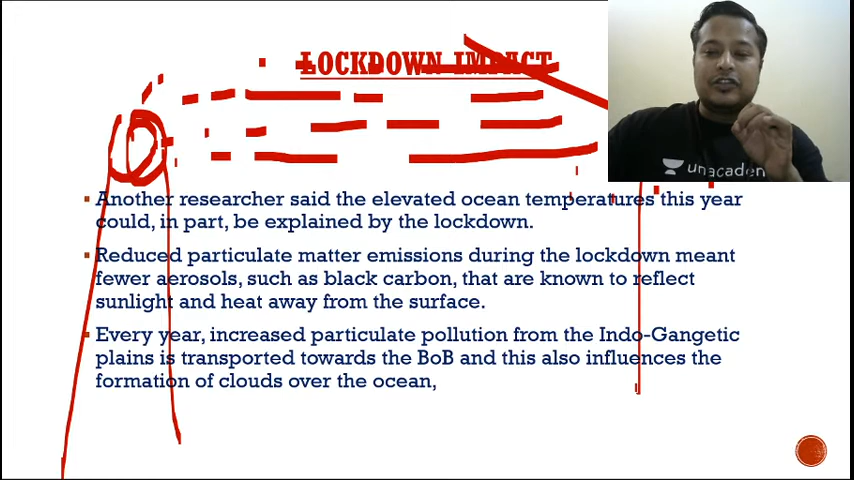 LOCKDOWN IMPACT
unacademy
Another researcher said the elevated ocean temperatures this year
could, in part, be explained by the lockdown.
Reduced particulate matter emissions during the lockdown meant
fewer aerosols, such as black carbon, that are known to reflect
sunlight and heat away from the surface.
Every year, increased particulate pollution from the Indo-Gangetic
plains is transported towards the BoB and this also influences the
formation of clouds over the ocean,